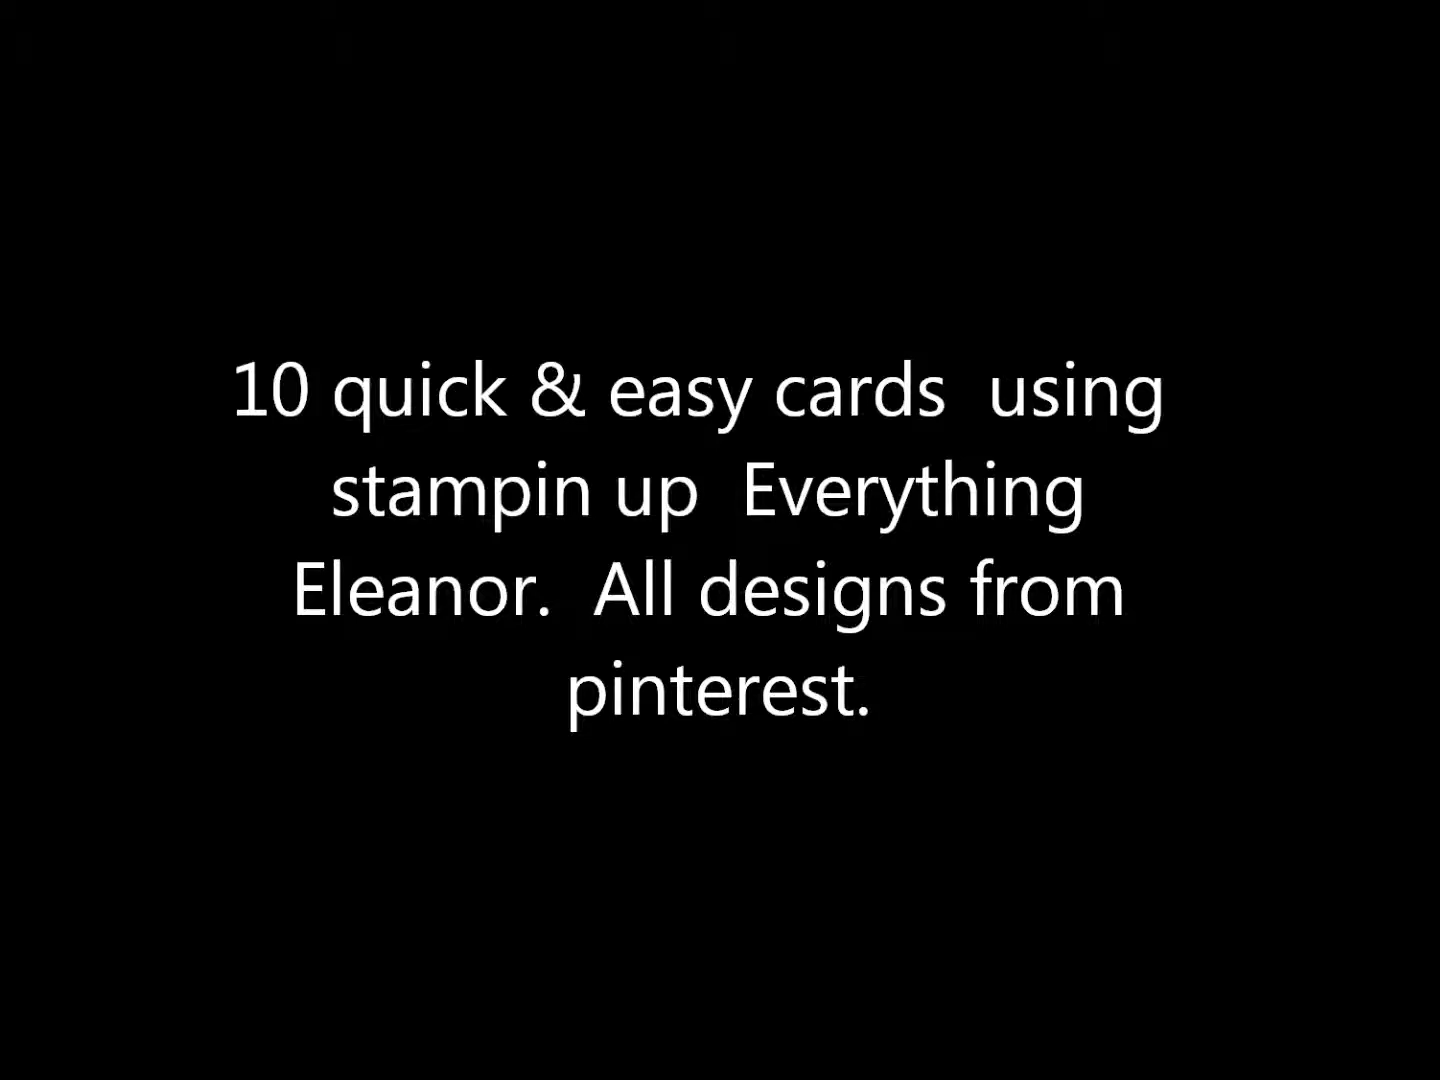 10 quick & easy cards  using
stampin up  Everything
Eleanor.  All designs from
pinterest.